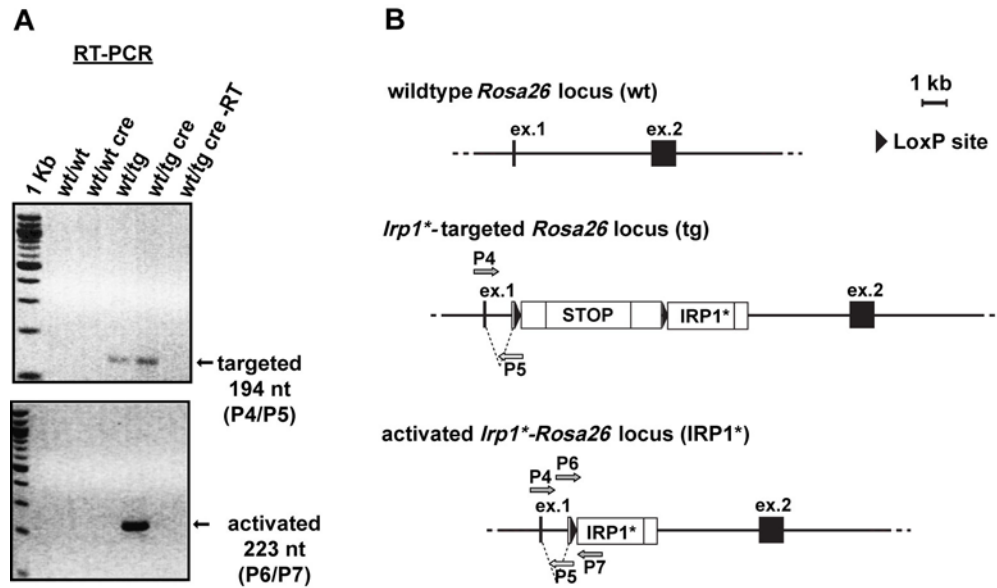 A
RT-PCR
1 Kb
wt/wt
wt/wt cre
wt/tg
wt/tg cre
wt/tg cre -RT
targeted
194 nt
(P4/P5)
activated
223 nt
(P6/P7)
B
wildtype Rosa26 locus (wt)
1 kb
ex.1
ex.2
LoxP site
Irp1*-targeted Rosa26 locus (tg)
P4
ex.1
STOP
IRP1*
ex.2
P5
activated Irp1*-Rosa26 locus (IRP1*)
P6
P4
ex.1
IRP1*
ex.2
P5
P7